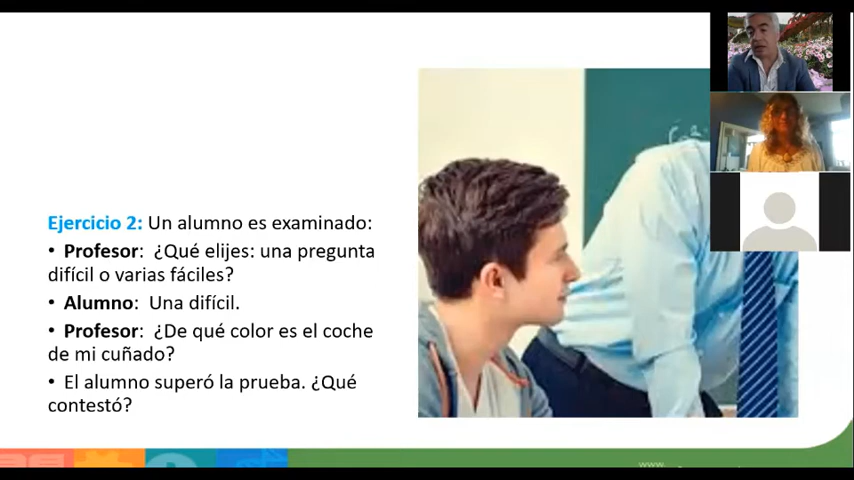 Ejercicio 2: Un alumno es examinado:
• Profesor: ¿Qué elijes: una pregunta
difícil o varias fáciles?
• Alumno: Una difícil.
• Profesor: ¿De qué color es el coche
de mi cuñado?
• El alumno superó la prueba. ¿Qué
contestó?
www.